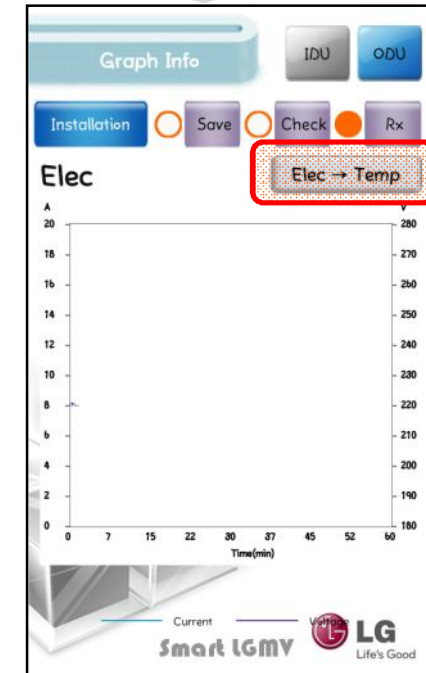 Graph Info
IDU
ODU
Installation
Save
Check
Rx
Elec
Elec → Temp
A
V
20
280
18
270
16
260
14
250
12
240
10
230
8
220
6
210
4
200
2
190
0
180
0 7 15 22 30 37 45 52 60
Time(min)
Current
Voltage
Smart LGMV
LG
Life's Good